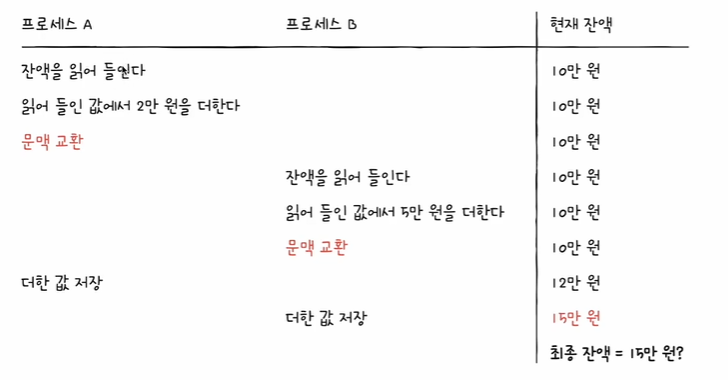 프로세스 A 프로세스 B 현재 잔액
잔액을 읽어 들인다 10만 원
읽어 들인 값에서 2만 원을 더한다 10만 원
문맥 교환 10만 원
잔액을 읽어 들인다 10만 원
읽어 들인 값에서 5만 원을 더한다 10만 원
문맥 교환 10만 원
더한 값 저장 12만 원
더한 값 저장 15만 원
최종 잔액 = 15만 원?